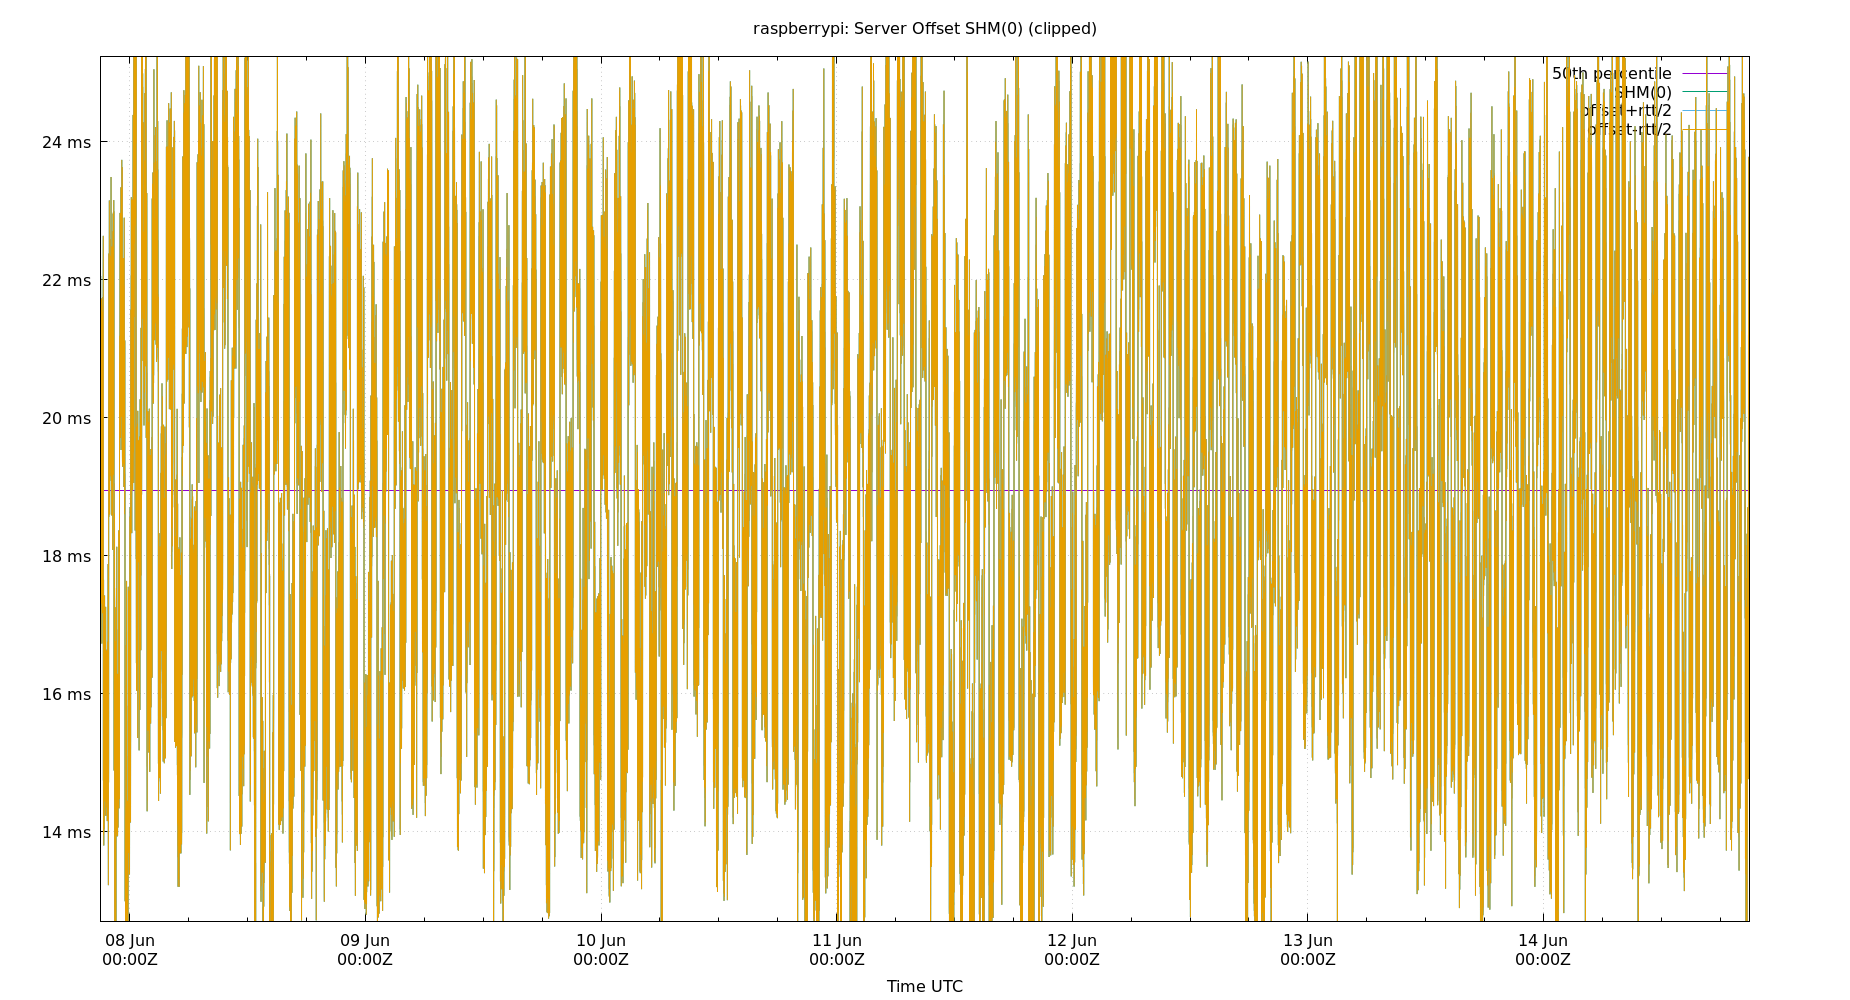 raspberrypi: Server Offset SHM(0) (clipped)
50th percentile
SHM(0)
offset+rtt/2
offset-rtt/2
24 ms
22 ms
20 ms
18 ms
16 ms
14 ms
08 Jun 09 Jun 10 Jun 11 Jun 12 Jun 13 Jun 14 Jun
00:00Z 00:00Z 00:00Z 00:00Z 00:00Z 00:00Z 00:00Z
Time UTC